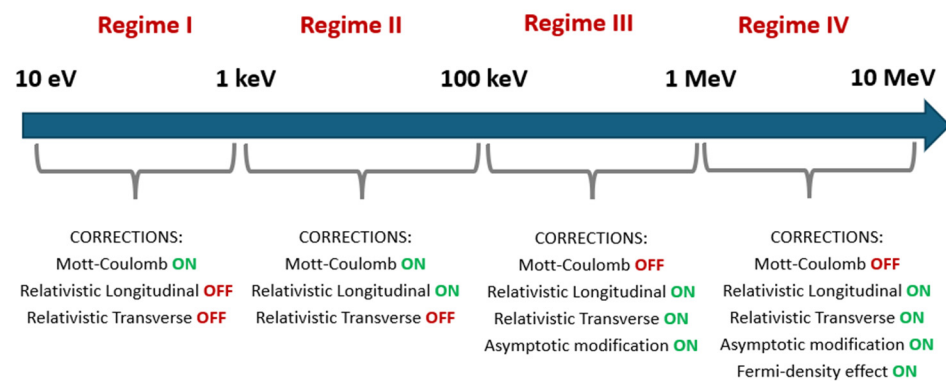 Regime I
Regime II
Regime III
Regime IV
10 eV
1 keV
100 keV
1 MeV
10 MeV
CORRECTIONS:
Mott-Coulomb ON
Relativistic Longitudinal OFF
Relativistic Transverse OFF
CORRECTIONS:
Mott-Coulomb ON
Relativistic Longitudinal ON
Relativistic Transverse OFF
CORRECTIONS:
Mott-Coulomb OFF
Relativistic Longitudinal ON
Relativistic Transverse ON
Asymptotic modification ON
CORRECTIONS:
Mott-Coulomb OFF
Relativistic Longitudinal ON
Relativistic Transverse ON
Asymptotic modification ON
Fermi-density effect ON